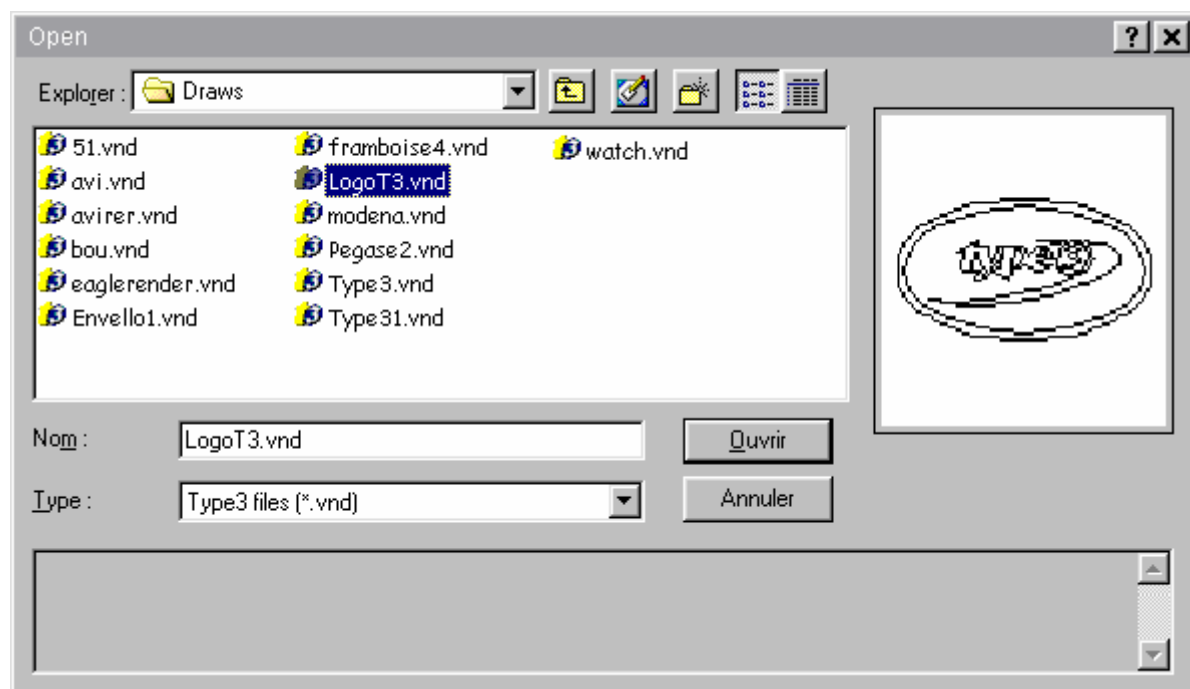 Open
Explorer : Draws
51.vnd framboise4.vnd watch.vnd
avi.vnd LogoT3.vnd
avirer.vnd modena.vnd
bou.vnd Pegase2.vnd
eaglerender.vnd Type3.vnd
Envello1.vnd Type31.vnd
type3
Nom : LogoT3.vnd Ouvrir
Type : Type3 files (*.vnd) Annuler